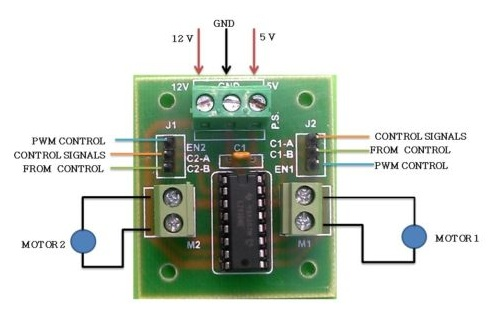 GND
12 V
5 V
12V
GND
5V
P.S.
J1
J2
C1
EN2
C2-A
C2-B
C1-A
C1-B
EN1
PWM CONTROL
CONTROL SIGNALS
FROM CONTROL
CONTROL SIGNALS
FROM CONTROL
PWM CONTROL
M2
M1
MOTOR 2
MOTOR 1